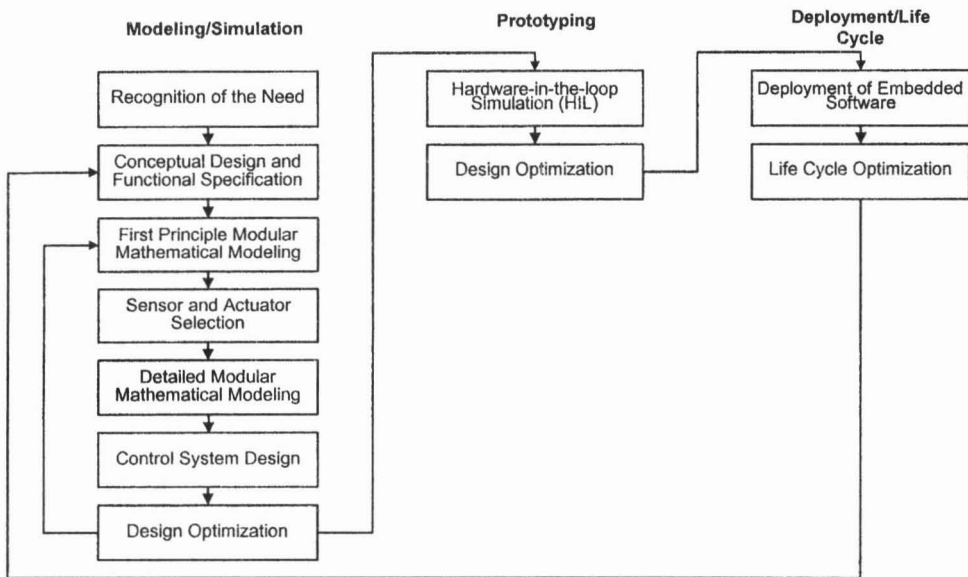 Modeling/Simulation
Recognition of the Need
Conceptual Design and
Functional Specification
First Principle Modular
Mathematical Modeling
Sensor and Actuator
Selection
Detailed Modular
Mathematical Modeling
Control System Design
Design Optimization
Prototyping
Hardware-in-the-loop
Simulation (HIL)
Design Optimization
Deployment/Life
Cycle
Deployment of Embedded
Software
Life Cycle Optimization